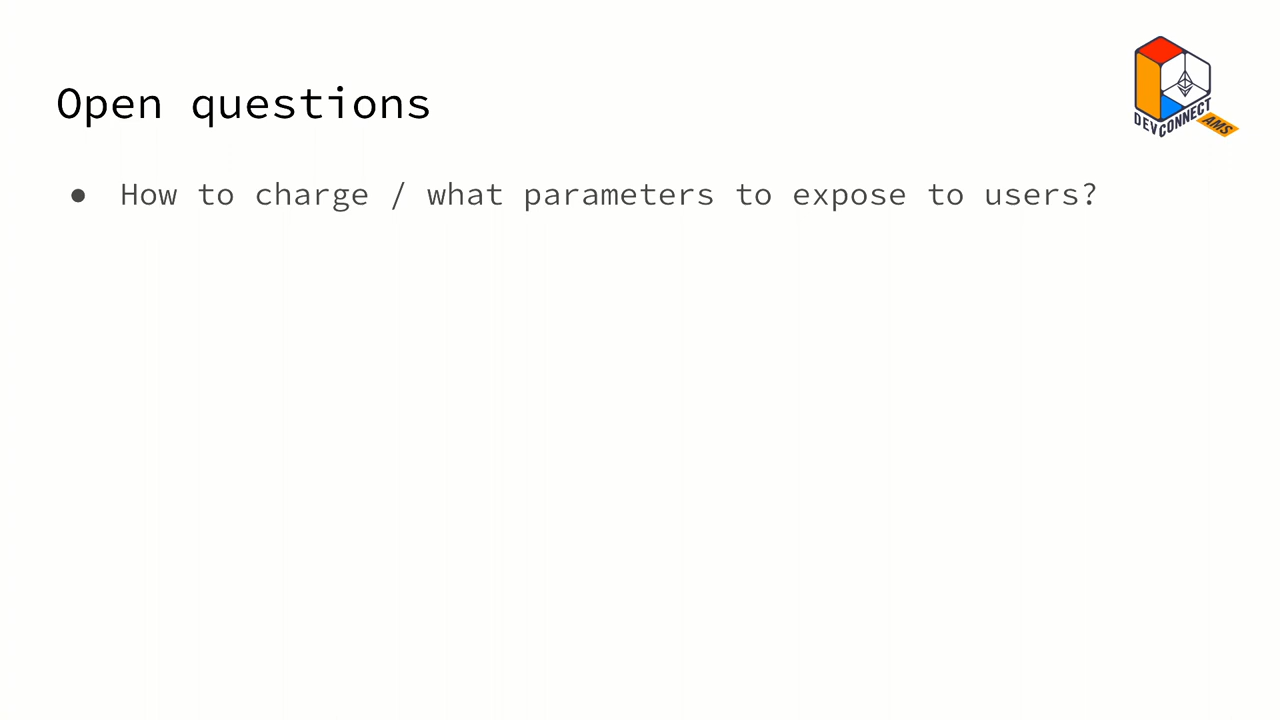 Open questions
● How to charge / what parameters to expose to users?
DEVCONNECT
AMS